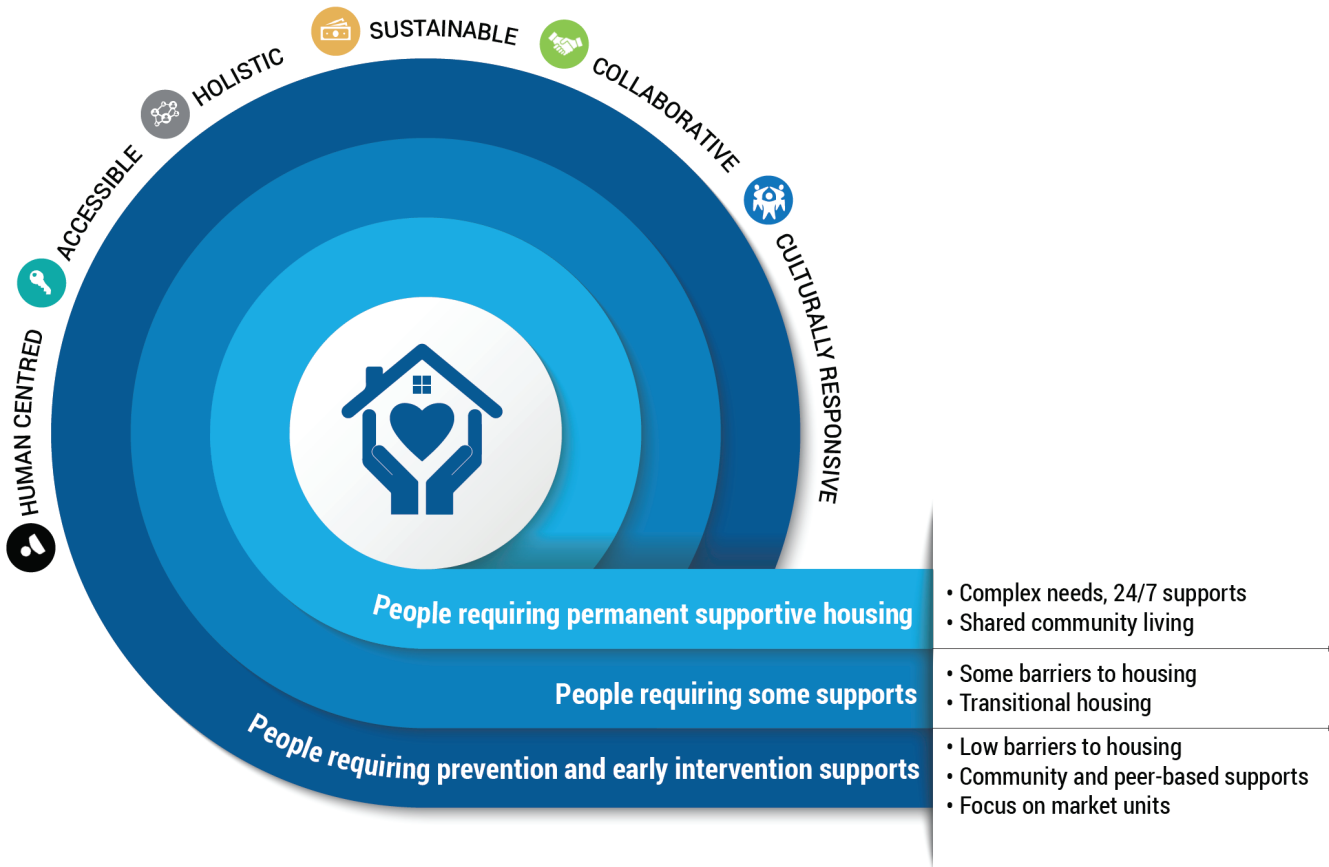 HUMAN CENTRED
ACCESSIBLE
HOLISTIC
SUSTAINABLE
COLLABORATIVE
CULTURALLY RESPONSIVE
People requiring permanent supportive housing
• Complex needs, 24/7 supports
• Shared community living
People requiring some supports
• Some barriers to housing
• Transitional housing
People requiring prevention and early intervention supports
• Low barriers to housing
• Community and peer-based supports
• Focus on market units